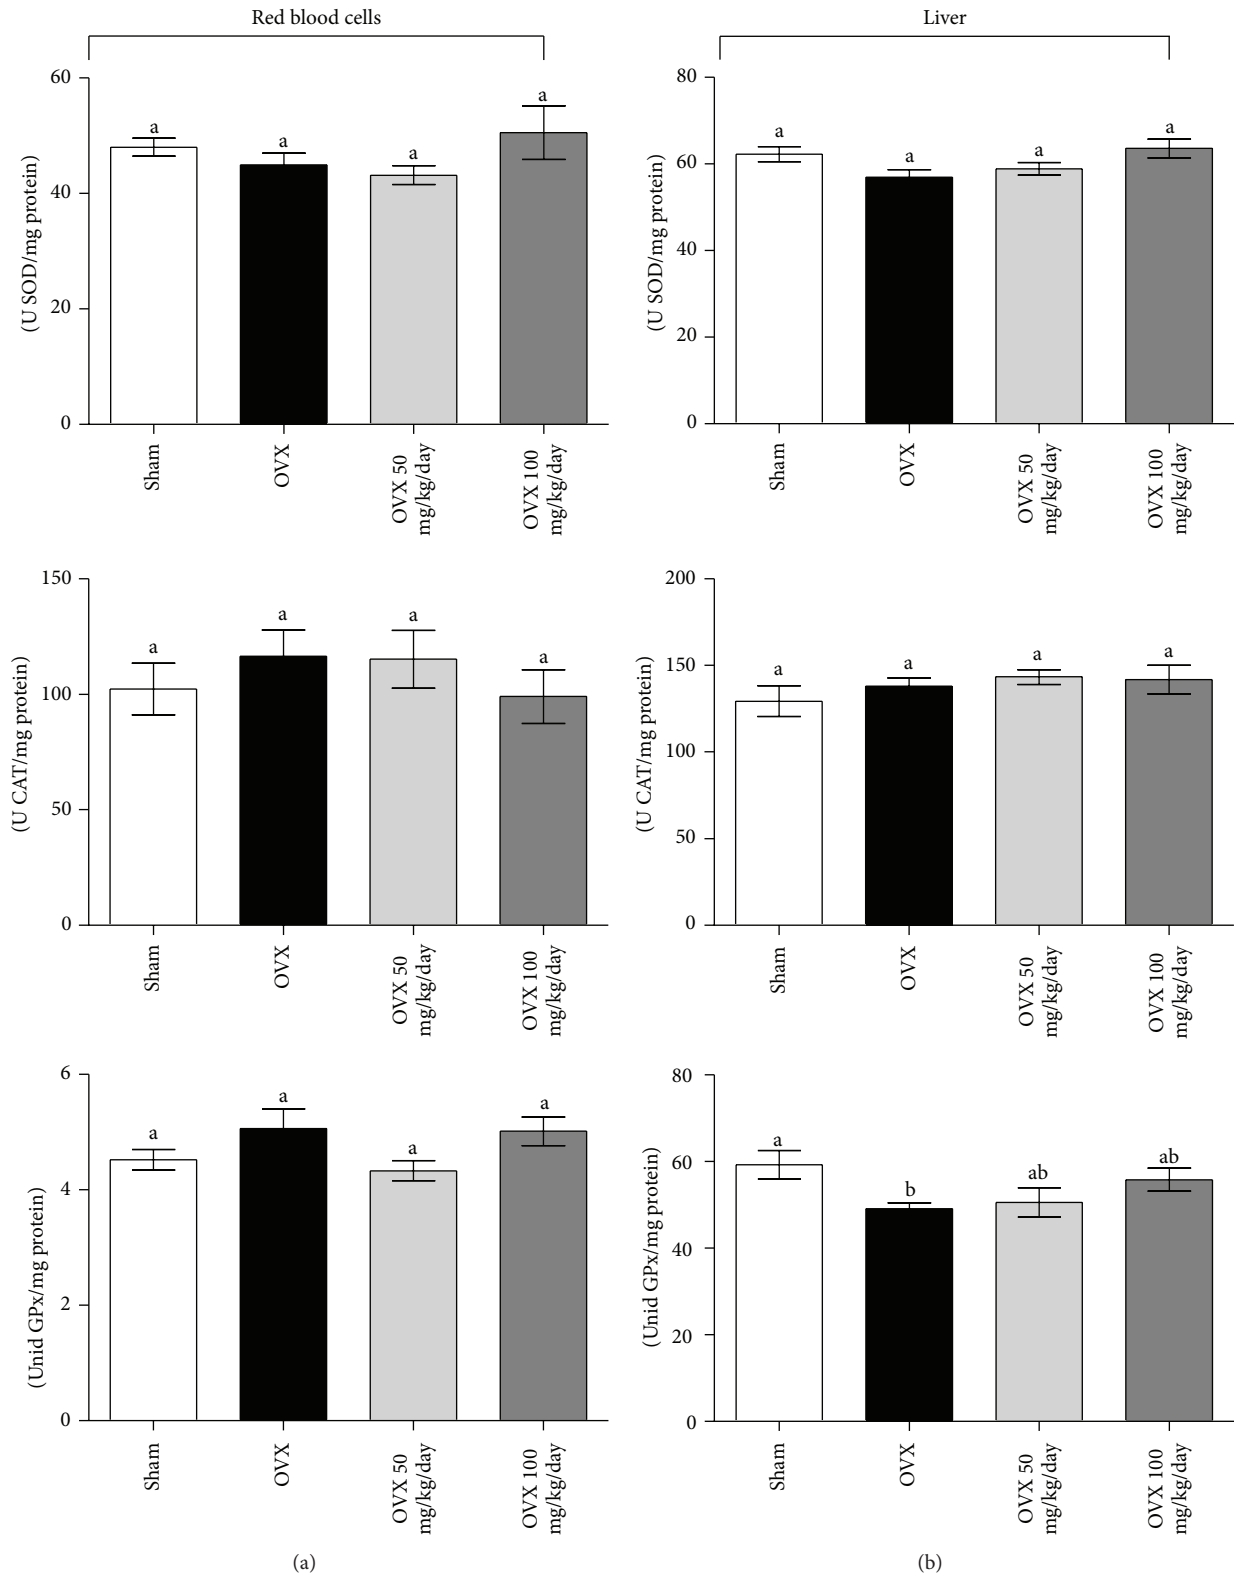 Red blood cells
Liver
(U SOD/mg protein)
60
40
20
0
a
a
a
a
Sham
OVX
OVX 50
mg/kg/day
OVX 100
mg/kg/day
(U SOD/mg protein)
80
60
40
20
0
a
a
a
a
Sham
OVX
OVX 50
mg/kg/day
OVX 100
mg/kg/day
(U CAT/mg protein)
150
100
50
0
a
a
a
a
Sham
OVX
OVX 50
mg/kg/day
OVX 100
mg/kg/day
(U CAT/mg protein)
200
150
100
50
0
a
a
a
a
Sham
OVX
OVX 50
mg/kg/day
OVX 100
mg/kg/day
(Unid GPx/mg protein)
6
4
2
0
a
a
a
a
Sham
OVX
OVX 50
mg/kg/day
OVX 100
mg/kg/day
(Unid GPx/mg protein)
80
60
40
20
0
a
b
ab
ab
Sham
OVX
OVX 50
mg/kg/day
OVX 100
mg/kg/day
(a)
(b)